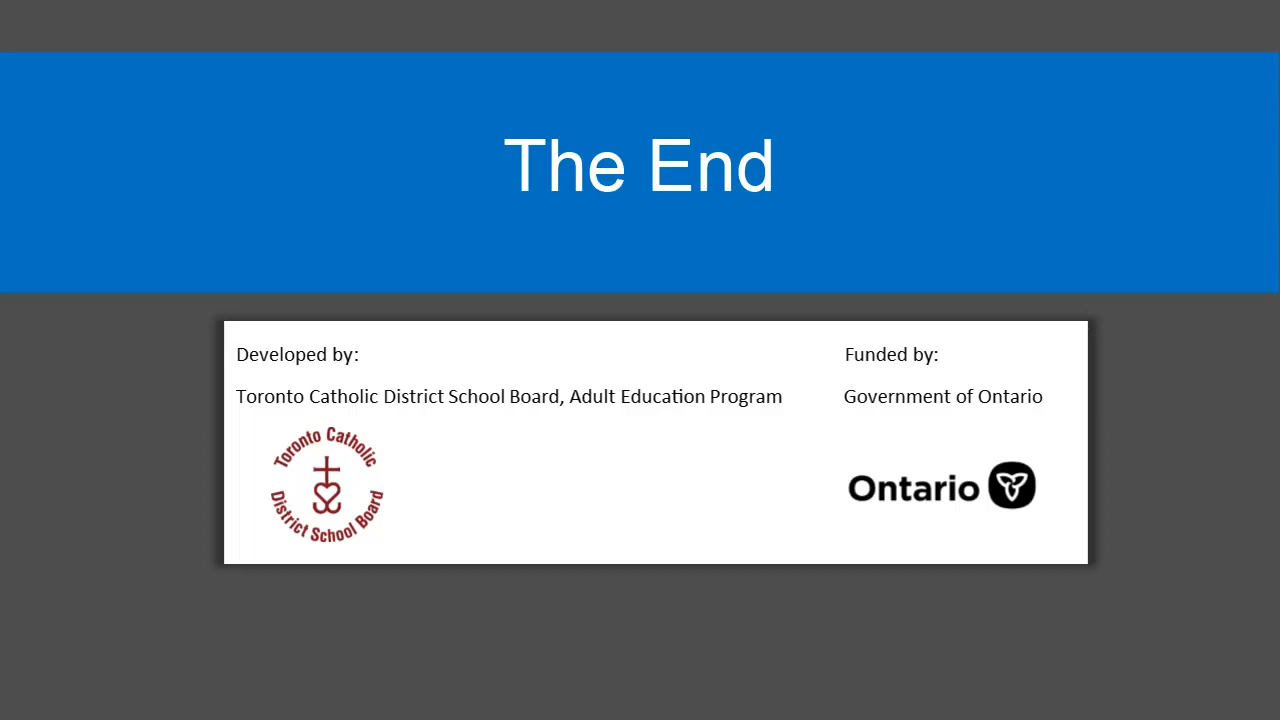 The End
Developed by:
Funded by:
Toronto Catholic District School Board, Adult Education Program
Government of Ontario
Toronto Catholic
District School Board
Ontario